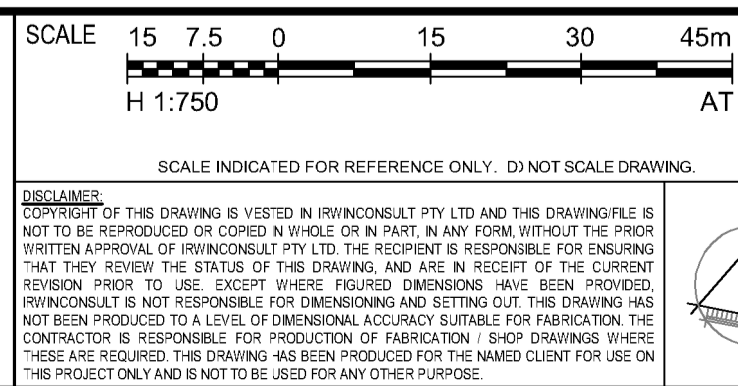 SCALE 15 7.5 0 15 30 45m
H 1:750 AT
SCALE INDICATED FOR REFERENCE ONLY. DO NOT SCALE DRAWING.
DISCLAIMER:
COPYRIGHT OF THIS DRAWING IS VESTED IN IRWINCONSULT PTY LTD AND THIS DRAWING/FILE IS
NOT TO BE REPRODUCED OR COPIED IN WHOLE OR IN PART, IN ANY FORM, WITHOUT THE PRIOR
WRITTEN APPROVAL OF IRWINCONSULT PTY LTD. THE RECIPIENT IS RESPONSIBLE FOR ENSURING
THAT THEY REVIEW THE STATUS OF THIS DRAWING, AND ARE IN RECEIPT OF THE CURRENT
REVISION PRIOR TO USE. EXCEPT WHERE FIGURED DIMENSIONS HAVE BEEN PROVIDED,
IRWINCONSULT IS NOT RESPONSIBLE FOR DIMENSIONING AND SETTING OUT. THIS DRAWING HAS
NOT BEEN PRODUCED TO A LEVEL OF DIMENSIONAL ACCURACY SUITABLE FOR FABRICATION. THE
CONTRACTOR IS RESPONSIBLE FOR PRODUCTION OF FABRICATION / SHOP DRAWINGS WHERE
THESE ARE REQUIRED. THIS DRAWING HAS BEEN PRODUCED FOR THE NAMED CLIENT FOR USE ON
THIS PROJECT ONLY AND IS NOT TO BE USED FOR ANY OTHER PURPOSE.